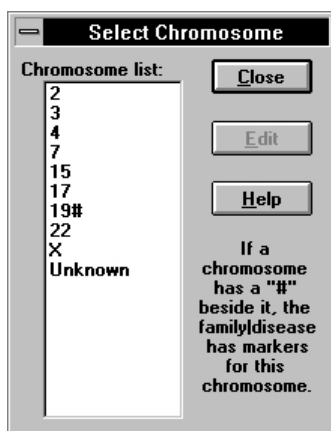 Select Chromosome
Chromosome list:
2
3
4
7
15
17
19#
22
X
Unknown
Close
Edit
Help
If a
chromosome
has a "#"
beside it, the
family|disease
has markers
for this
chromosome.